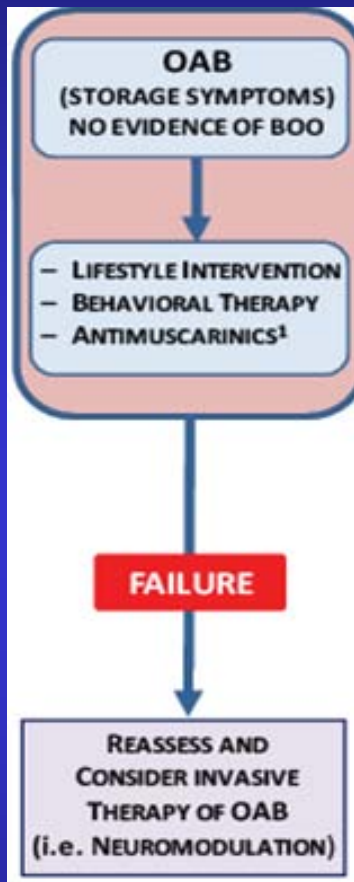 OAB
(STORAGE SYMPTOMS)
NO EVIDENCE OF BOO
– LIFESTYLE INTERVENTION
– BEHAVIORAL THERAPY
– ANTIMUSCARINICS¹
FAILURE
REASSESS AND
CONSIDER INVASIVE
THERAPY OF OAB
(i.e. NEUROMODULATION)